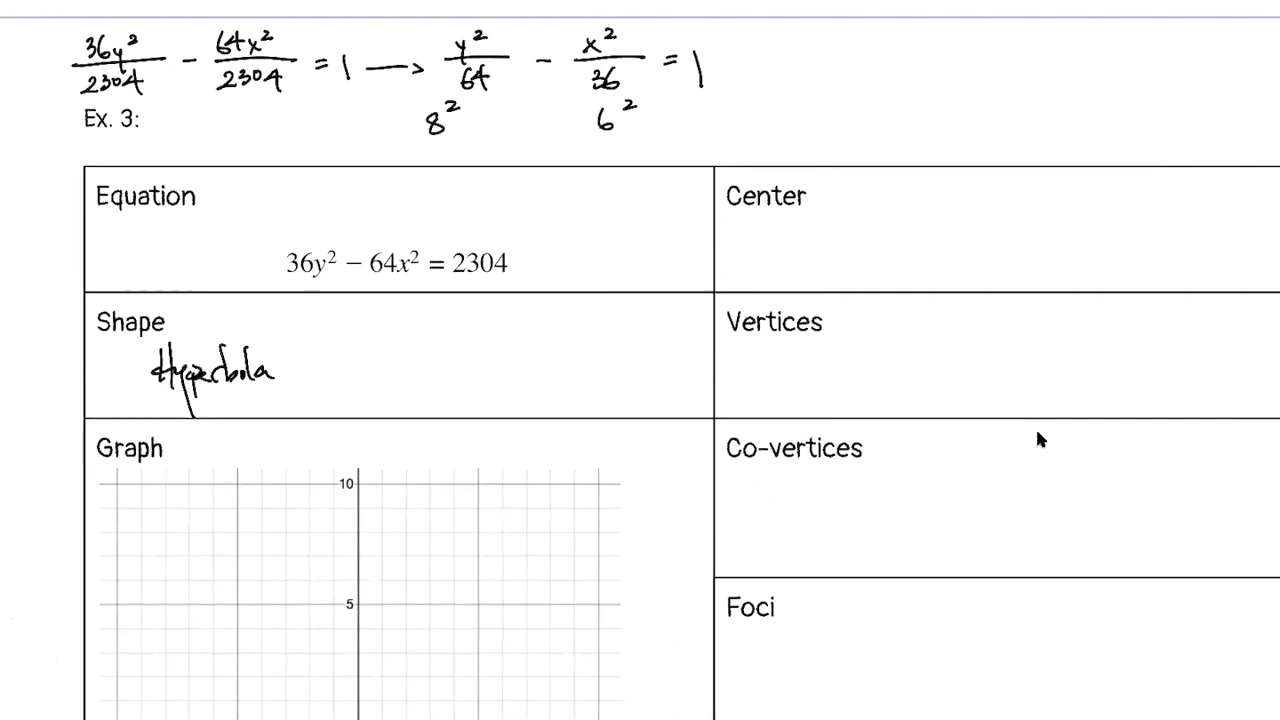 36y²/2304 − 64x²/2304 = 1 → y²/64 − x²/36 = 1
8² 6²
Ex. 3:
Equation
36y² − 64x² = 2304
Center
Shape
Hyperbola
Vertices
Graph
10
5
Co-vertices
Foci